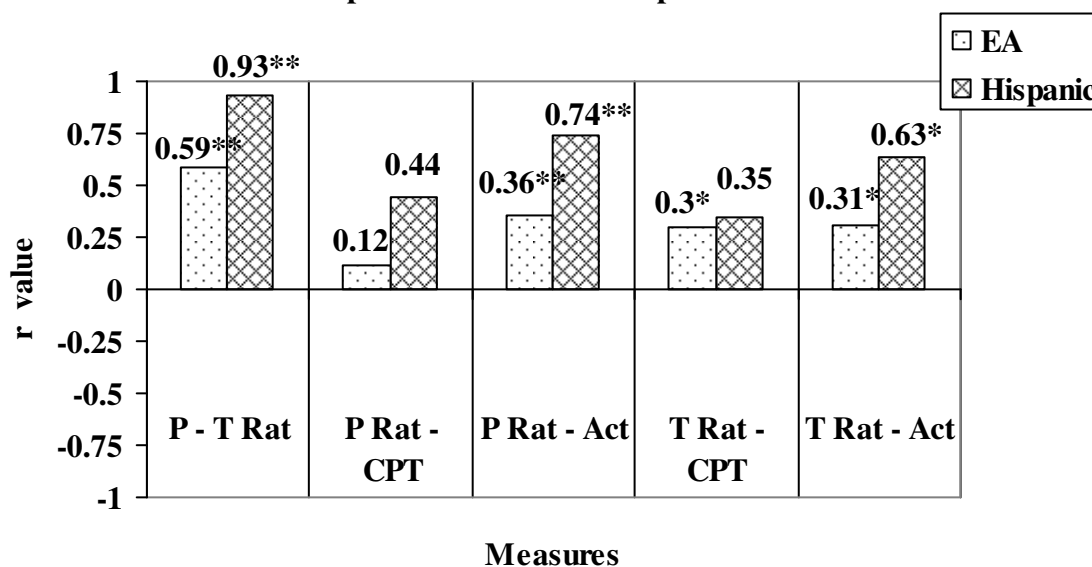 EA
Hispanic
0.93**
0.59**
0.44
0.12
0.74**
0.36**
0.35
0.3*
0.63*
0.31*
1
0.75
0.5
0.25
0
-0.25
-0.5
-0.75
-1
r value
P - T Rat
P Rat -
CPT
P Rat - Act
T Rat -
CPT
T Rat - Act
Measures